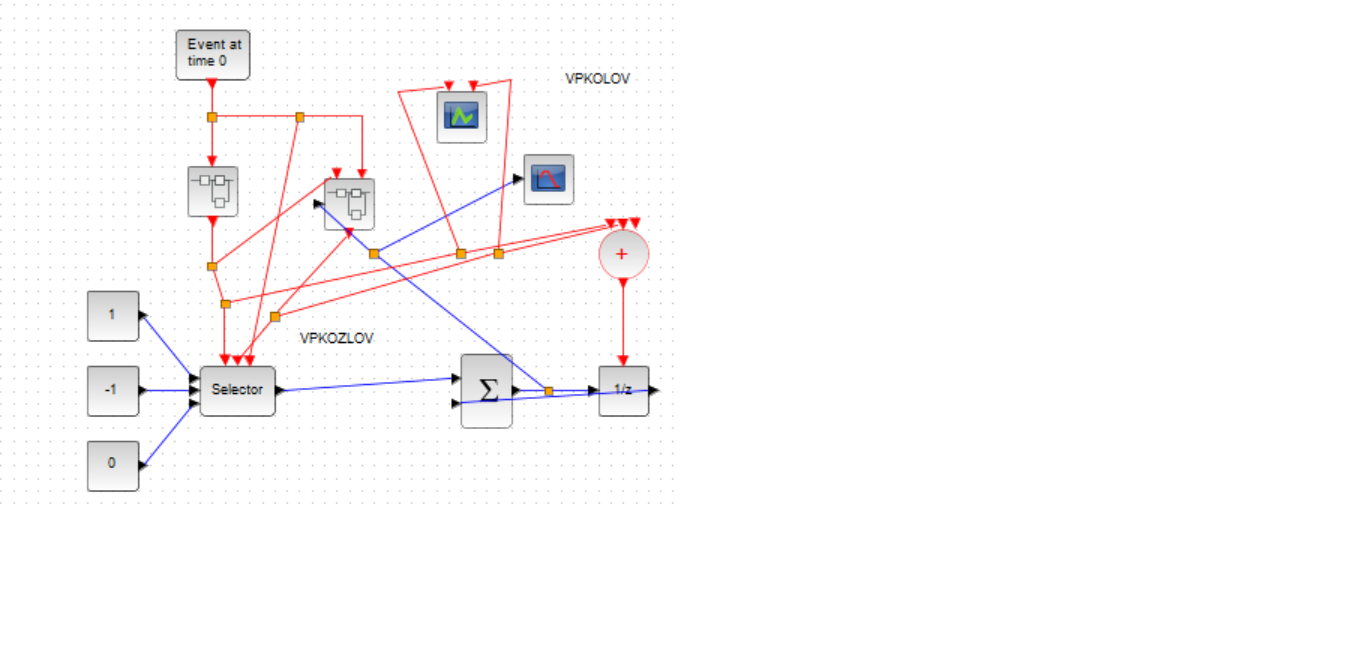 Event at
time 0
VPKOLOV
+
1
VPKOZLOV
-1
Selector
Σ
1/z
0